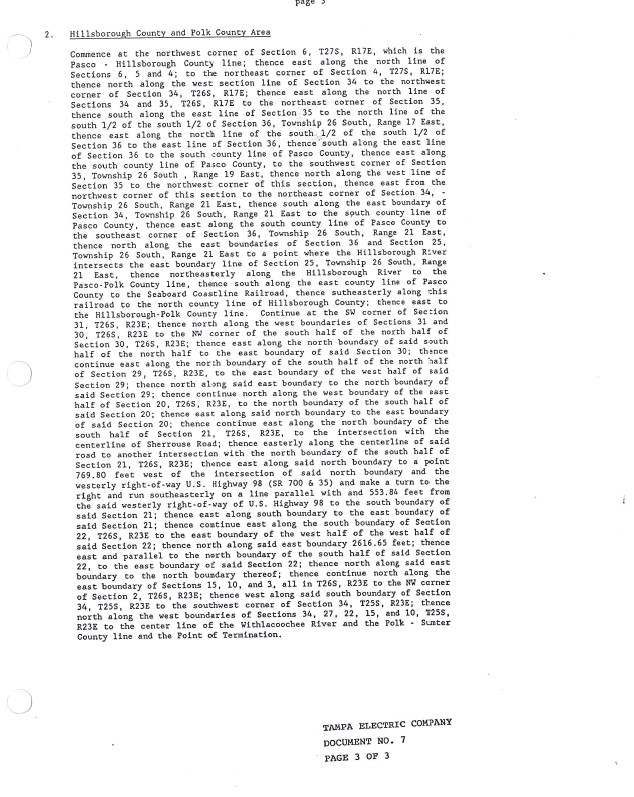 page 3
2. Hillsborough County and Polk County Area
Commence at the northwest corner of Section 6, T27S, R17E, which is the
Pasco - Hillsborough County line; thence east along the north line of
Sections 6, 5 and 4; to the northeast corner of Section 4, T27S, R17E;
thence north along the west section line of Section 34 to the northwest
corner of Section 34, T26S, R17E; thence east along the north line of
Sections 34 and 35, T26S, R17E to the northeast corner of Section 35,
thence south along the east line of Section 35 to the north line of the
south 1/2 of the south 1/2 of Section 36, Township 26 South, Range 17 East,
thence east along the north line of the south 1/2 of the south 1/2 of
Section 36 to the east line of Section 36, thence south along the east line
of Section 36 to the south county line of Pasco County, thence east along
the south county line of Pasco County, to the southwest corner of Section
35, Township 26 South , Range 19 East, thence north along the west line of
Section 35 to the northwest corner of this section, thence east from the
northwest corner of this section to the northeast corner of Section 34, -
Township 26 South, Range 21 East, thence south along the east boundary of
Section 34, Township 26 South, Range 21 East to the south county line of
Pasco County, thence east along the south county line of Pasco County to
the southeast corner of Section 36, Township 26 South, Range 21 East,
thence north along the east boundaries of Section 36 and Section 25,
Township 26 South, Range 21 East to a point where the Hillsborough River
intersects the east boundary line of Section 25, Township 26 South, Range
21 East, thence northeasterly along the Hillsborough River to the
Pasco-Polk County line, thence south along the east county line of Pasco
County to the Seaboard Coastline Railroad, thence sutheasterly along this
railroad to the north county line of Hillsborough County; thence east to
the Hillsborough-Polk County line. Continue at the SW corner of Section
31, T26S, R23E; thence north along the west boundaries of Sections 31 and
30, T26S, R23E to the NW corner of the south half of the north half of
Section 30, T26S, R23E; thence east along the north boundary of said south
half of the north half to the east boundary of said Section 30; thence
continue east along the north boundary of the south half of the north half
of Section 29, T26S, R23E, to the east boundary of the west half of said
Section 29; thence north along said east boundary to the north boundary of
said Section 29; thence continue north along the west boundary of the east
half of Section 20, T26S, R23E, to the north boundary of the south half of
said Section 20; thence east along said north boundary to the east boundary
of said Section 20; thence continue east along the north boundary of the
south half of Section 21, T26S, R23E, to the intersection with the
centerline of Sherrouse Road; thence easterly along the centerline of said
road to another intersection with the north boundary of the south half of
Section 21, T26S, R23E; thence east along said north boundary to a point
769.80 feet west of the intersection of said north boundary and the
westerly right-of-way U.S. Highway 98 (SR 700 & 35) and make a turn to the
right and run southeasterly on a line parallel with and 553.84 feet from
the said westerly right-of-way of U.S. Highway 98 to the south boundary of
said Section 21; thence east along south boundary to the east boundary of
said Section 21; thence continue east along the south boundary of Section
22, T26S, R23E to the east boundary of the west half of the west half of
said Section 22; thence north along said east boundary 2616.65 feet; thence
east and parallel to the north boundary of the south half of said Section
22, to the east boundary of said Section 22; thence north along said east
boundary to the north boundary thereof; thence continue north along the
east boundary of Sections 15, 10, and 3, all in T26S, R23E to the NW corner
of Section 2, T26S, R23E; thence west along said south boundary of Section
34, T25S, R23E to the southwest corner of Section 34, T25S, R23E; thence
north along the west boundaries of Sections 34, 27, 22, 15, and 10, T25S,
R23E to the center line of the Withlacoochee River and the Polk - Sumter
County line and the Point of Termination.
TAMPA ELECTRIC COMPANY
DOCUMENT NO. 7
PAGE 3 OF 3